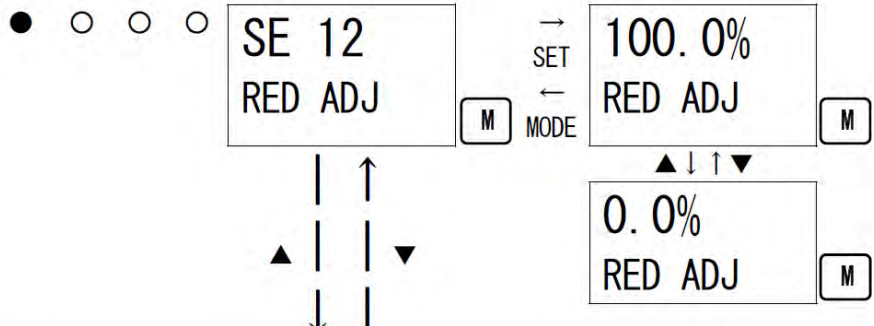 ● ○ ○ ○
SE 12
RED ADJ
M
→
SET
←
MODE
100.0%
RED ADJ
M
▲↓↑▼
0.0%
RED ADJ
M
▲ ↓ ↑ ▼